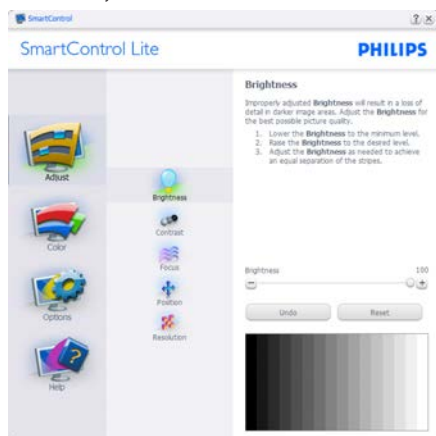 SmartControl
SmartControl Lite
PHILIPS
Adjust
Color
Options
Help
Brightness
Contrast
Focus
Position
Resolution
Brightness
Improperly adjusted Brightness will result in a loss of
detail in darker image areas. Adjust the Brightness for
the best possible picture quality.
1. Lower the Brightness to the minimum level.
2. Raise the Brightness to the desired level.
3. Adjust the Brightness as needed to achieve
an equal separation of the stripes.
Brightness 100
Undo Reset